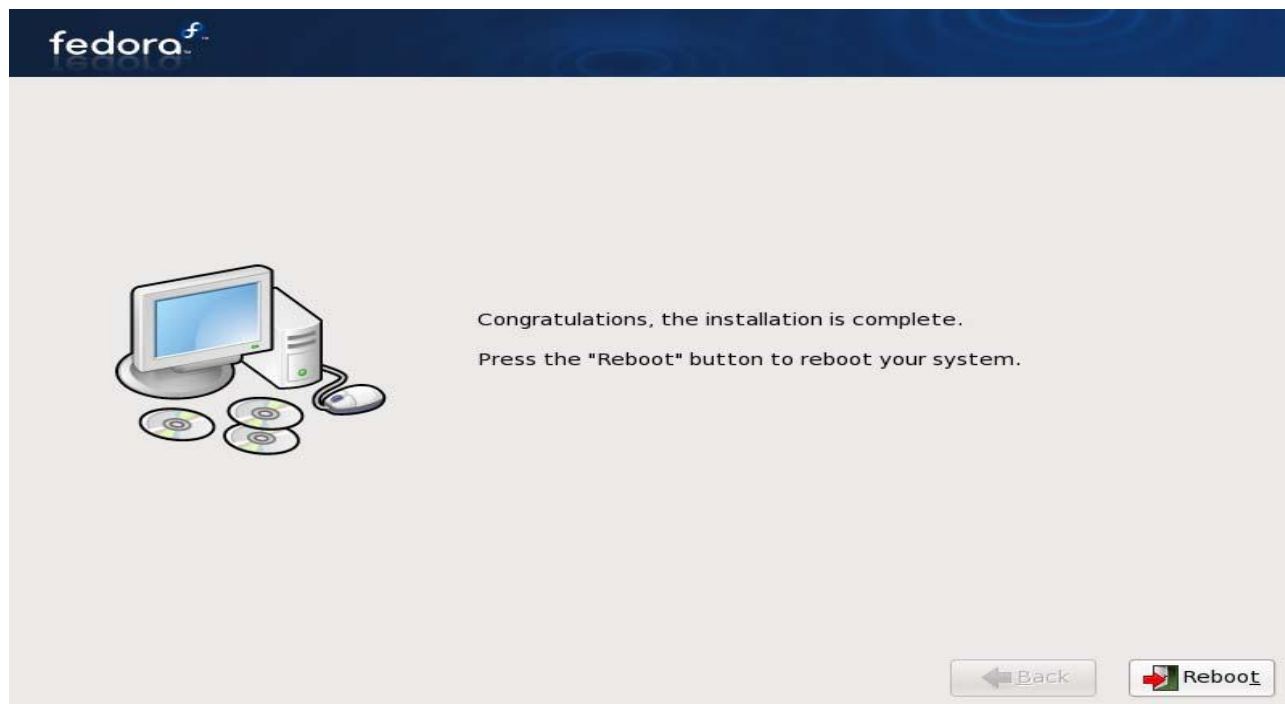 fedora
Congratulations, the installation is complete.
Press the "Reboot" button to reboot your system.
Back
Reboot